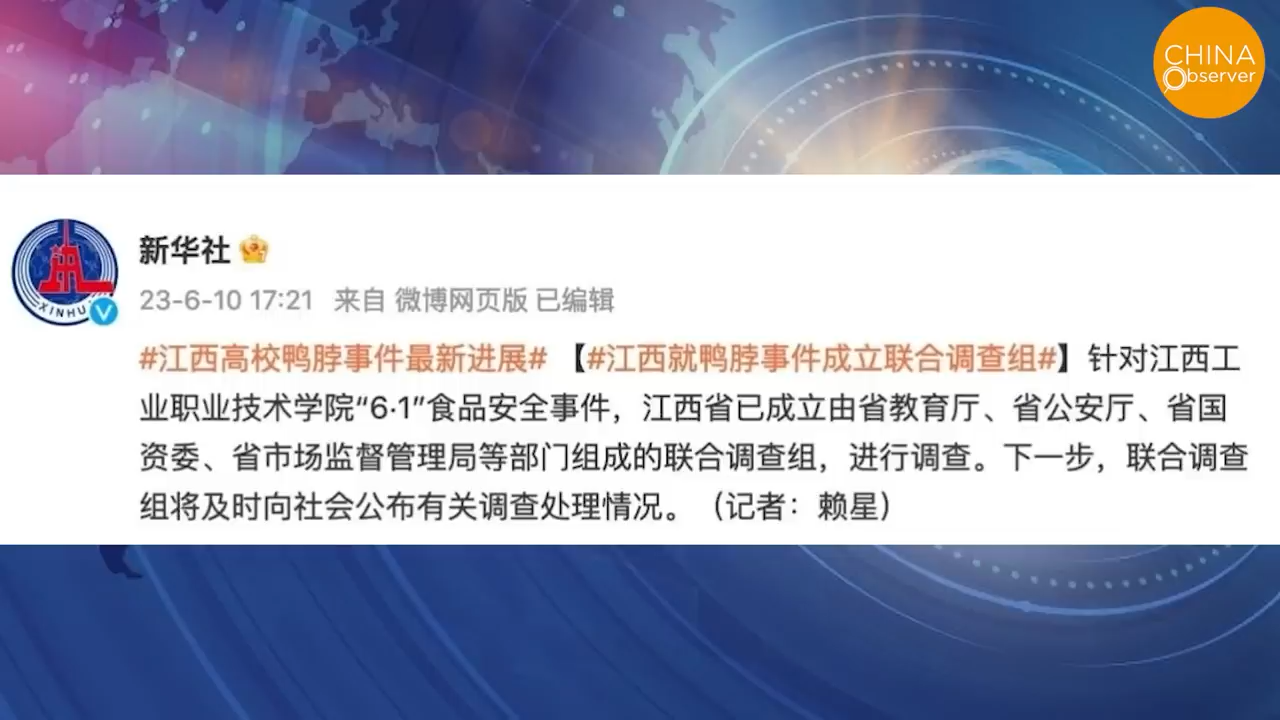 CHINA
Observer
新华社
XINHU
23-6-10 17:21 来自 微博网页版 已编辑
#江西高校鸭脖事件最新进展# 【#江西就鸭脖事件成立联合调查组#】针对江西工
业职业技术学院“6·1”食品安全事件，江西省已成立由省教育厅、省公安厅、省国
资委、省市场监督管理局等部门组成的联合调查组，进行调查。下一步，联合调查
组将及时向社会公布有关调查处理情况。（记者：赖星）